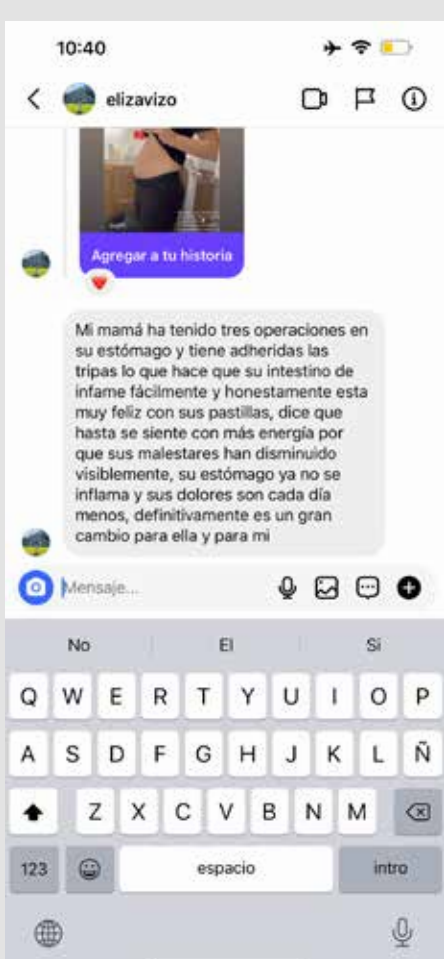 10:40
elizavizo
Agregar a tu historia
Mi mamá ha tenido tres operaciones en
su estómago y tiene adheridas las
tripas lo que hace que su intestino de
infame fácilmente y honestamente esta
muy feliz con sus pastillas, dice que
hasta se siente con más energía por
que sus malestares han disminuido
visiblemente, su estómago ya no se
inflama y sus dolores son cada día
menos, definitivamente es un gran
cambio para ella y para mi
Mensaje...
No El Si
Q W E R T Y U I O P
A S D F G H J K L Ñ
Z X C V B N M
123 espacio intro